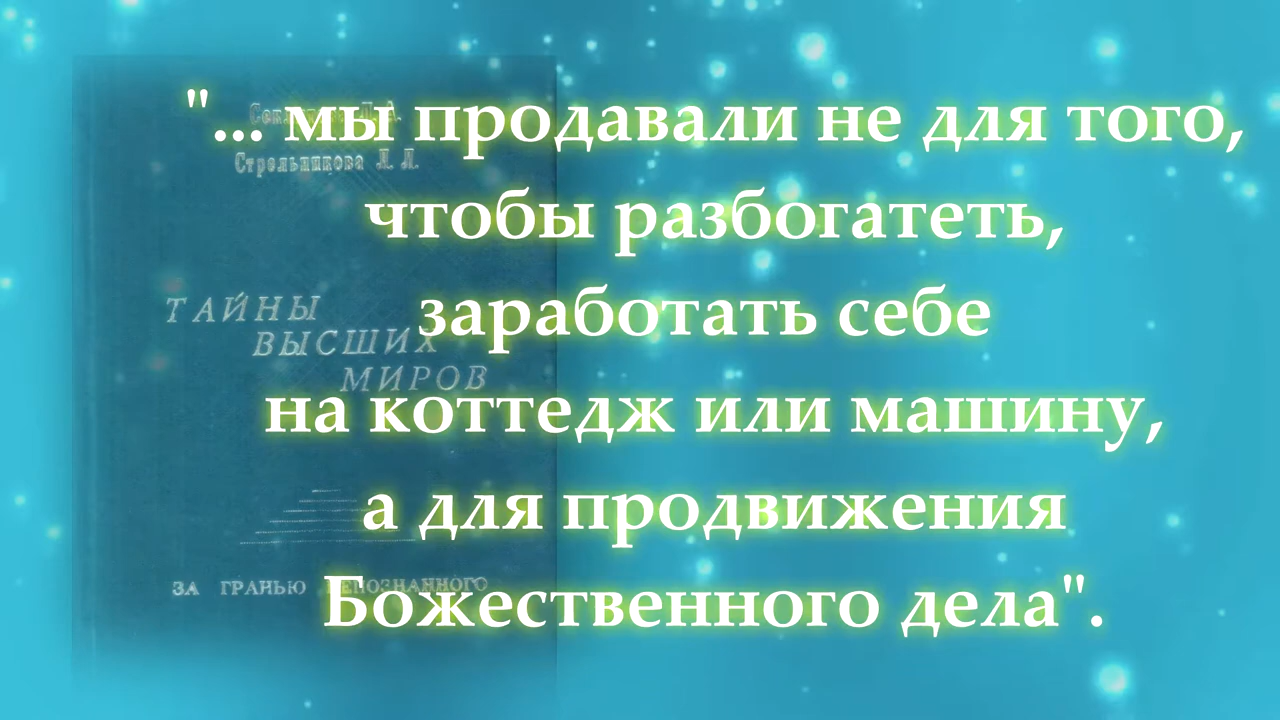 "... мы продавали не для того,
чтобы разбогатеть,
заработать себе
на коттедж или машину,
а для продвижения
Божественного дела".
Стрельникова Л. Л.
ТАЙНЫ
ВЫСШИХ
МИРОВ
ЗА ГРАНЬЮ НЕПОЗНАННОГО